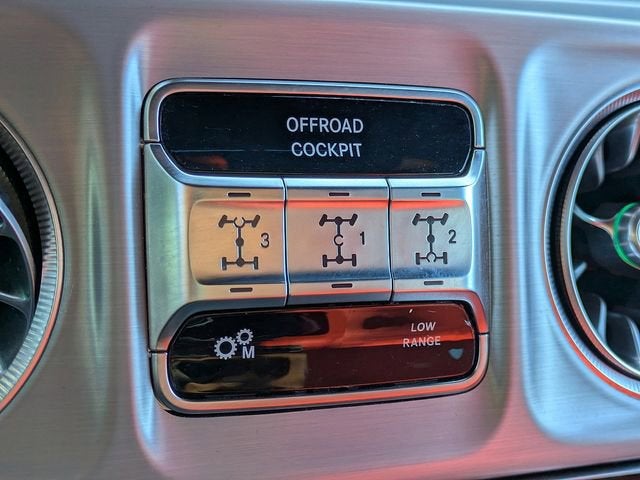 OFFROAD
COCKPIT
3 C 1 2
M
LOW
RANGE